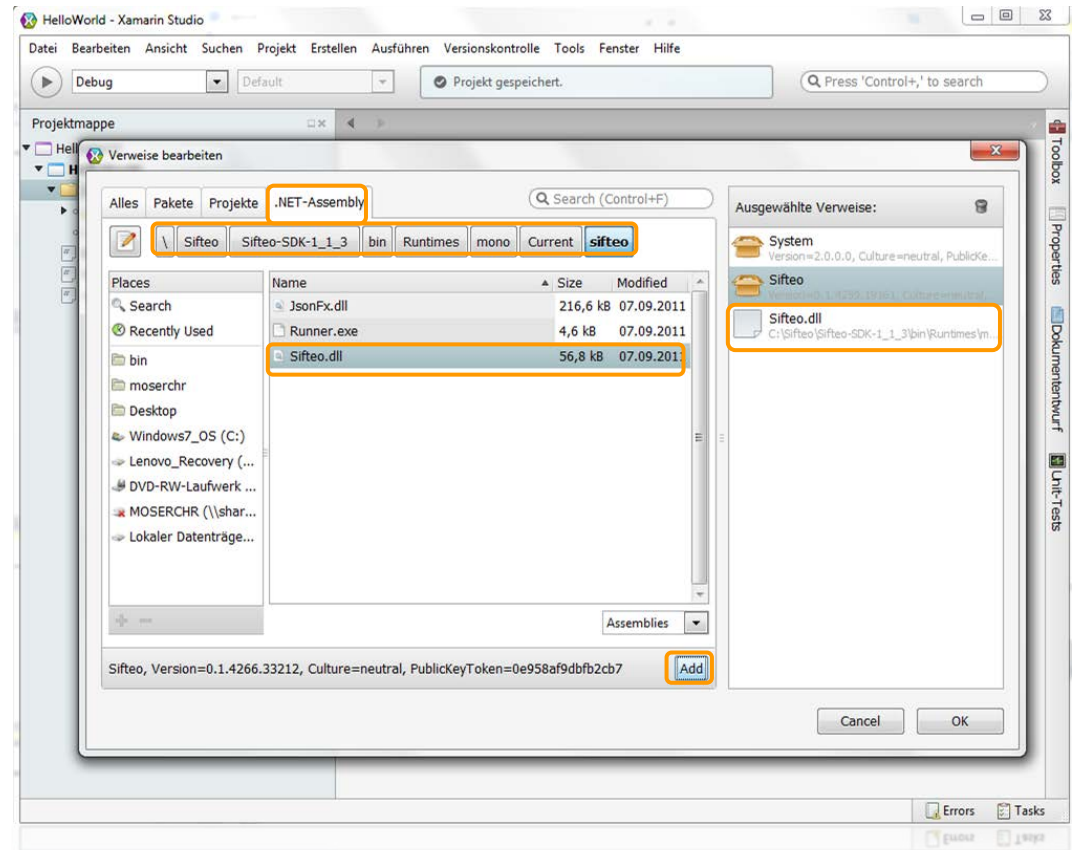 HelloWorld - Xamarin Studio
Datei Bearbeiten Ansicht Suchen Projekt Erstellen Ausführen Versionskontrolle Tools Fenster Hilfe
Debug Default Projekt gespeichert. Press 'Control+,' to search
Projektmappe
Hell
H
Verweise bearbeiten
Alles Pakete Projekte .NET-Assembly Search (Control+F)
\ Sifteo Sifteo-SDK-1_1_3 bin Runtimes mono Current sifteo
Places
Search
Recently Used
bin
moserchr
Desktop
Windows7_OS (C:)
Lenovo_Recovery (...
DVD-RW-Laufwerk ...
MOSERCHR (\\shar...
Lokaler Datenträge...
Name Size Modified
JsonFx.dll 216,6 kB 07.09.2011
Runner.exe 4,6 kB 07.09.2011
Sifteo.dll 56,8 kB 07.09.2011
Assemblies
Sifteo, Version=0.1.4266.33212, Culture=neutral, PublicKeyToken=0e958af9dbfb2cb7 Add
Ausgewählte Verweise:
System
Version=2.0.0.0, Culture=neutral, PublicKe...
Sifteo
Sifteo.dll
C:\Sifteo\Sifteo-SDK-1_1_3\bin\Runtimes\m...
Cancel OK
Toolbox
Properties
Dokumententwurf
Unit-Tests
Errors Tasks